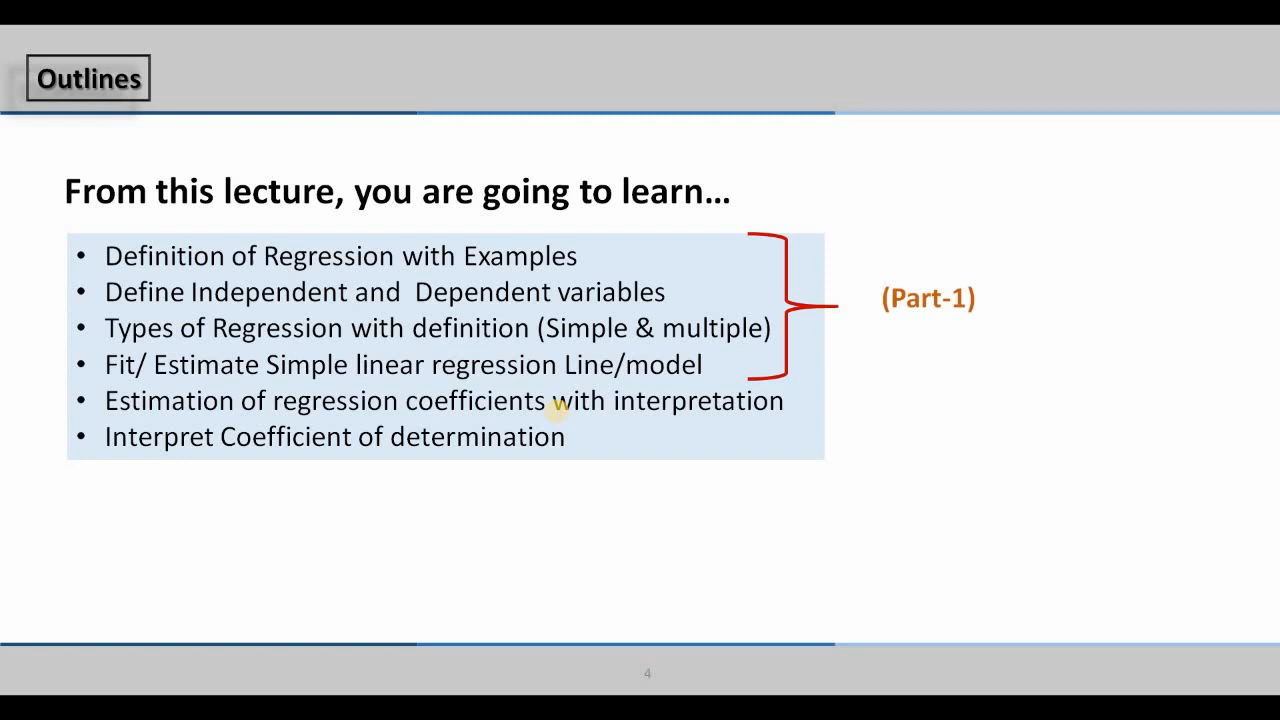 Outlines
From this lecture, you are going to learn…
• Definition of Regression with Examples
• Define Independent and Dependent variables
• Types of Regression with definition (Simple & multiple)
• Fit/ Estimate Simple linear regression Line/model
• Estimation of regression coefficients with interpretation
• Interpret Coefficient of determination
(Part-1)
4